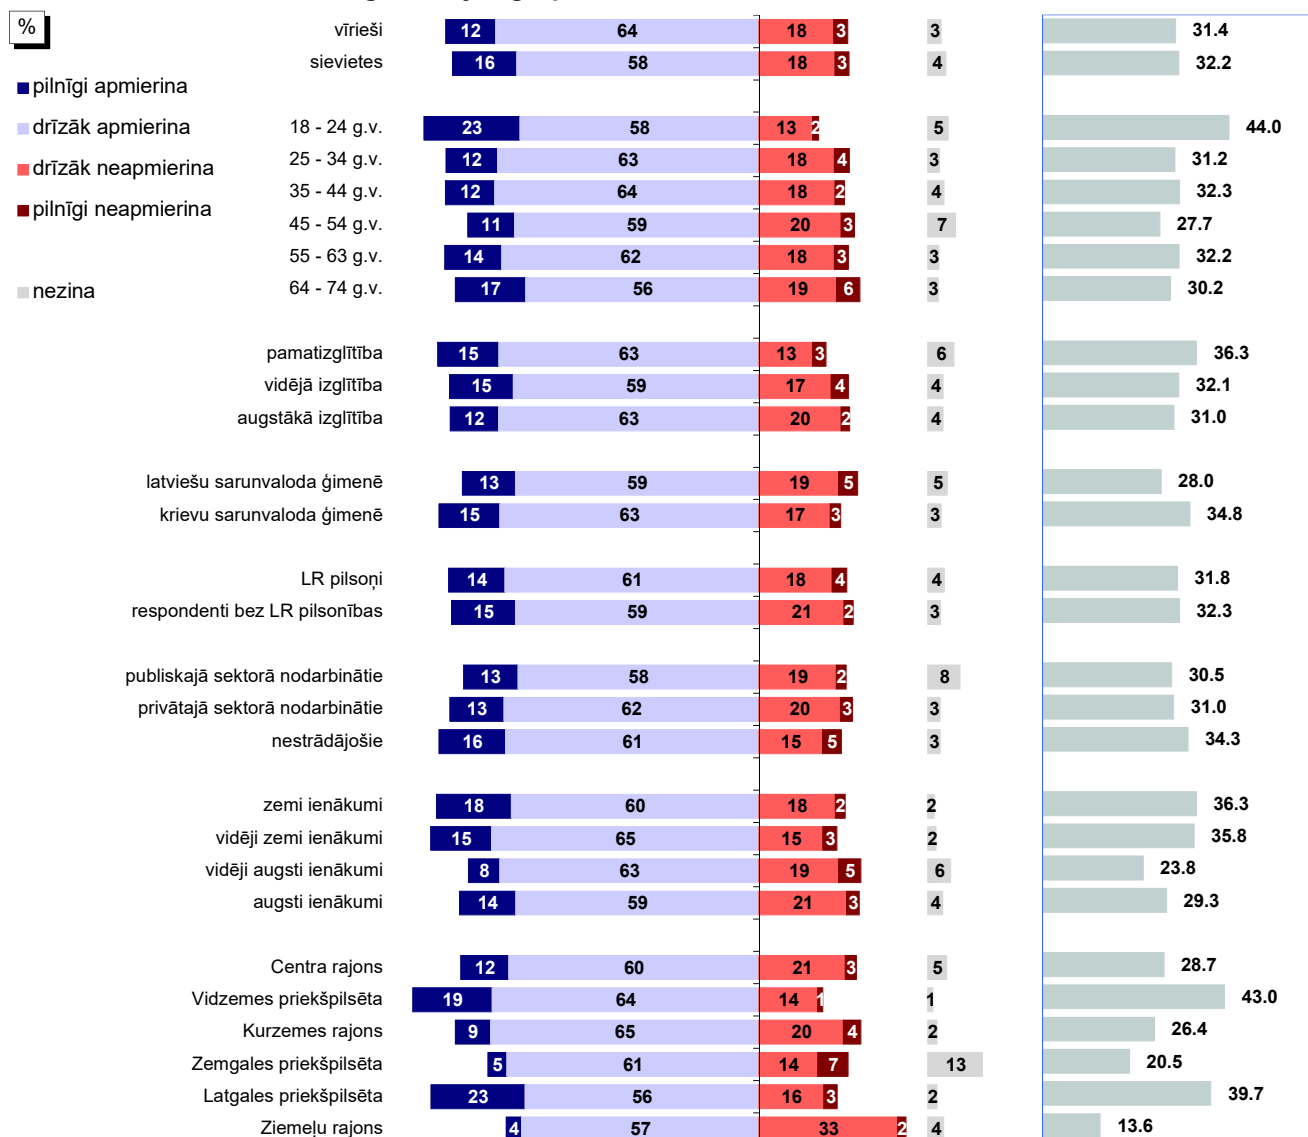 %
pilnīgi apmierina
drīzāk apmierina
drīzāk neapmierina
pilnīgi neapmierina
nezina
vīrieši 12 64 18 3 3 31.4
sievietes 16 58 18 3 4 32.2
18 - 24 g.v. 23 58 13 2 5 44.0
25 - 34 g.v. 12 63 18 4 3 31.2
35 - 44 g.v. 12 64 18 2 4 32.3
45 - 54 g.v. 11 59 20 3 7 27.7
55 - 63 g.v. 14 62 18 3 3 32.2
64 - 74 g.v. 17 56 19 6 3 30.2
pamatizglītība 15 63 13 3 6 36.3
vidējā izglītība 15 59 17 4 4 32.1
augstākā izglītība 12 63 20 2 4 31.0
latviešu sarunvaloda ģimenē 13 59 19 5 5 28.0
krievu sarunvaloda ģimenē 15 63 17 3 3 34.8
LR pilsoņi 14 61 18 4 4 31.8
respondenti bez LR pilsonības 15 59 21 2 3 32.3
publiskajā sektorā nodarbinātie 13 58 19 2 8 30.5
privātajā sektorā nodarbinātie 13 62 20 3 3 31.0
nestrādājošie 16 61 15 5 3 34.3
zemi ienākumi 18 60 18 2 2 36.3
vidēji zemi ienākumi 15 65 15 3 2 35.8
vidēji augsti ienākumi 8 63 19 5 6 23.8
augsti ienākumi 14 59 21 3 4 29.3
Centra rajons 12 60 21 3 5 28.7
Vidzemes priekšpilsēta 19 64 14 1 1 43.0
Kurzemes rajons 9 65 20 4 2 26.4
Zemgales priekšpilsēta 5 61 14 7 13 20.5
Latgales priekšpilsēta 23 56 16 3 2 39.7
Ziemeļu rajons 4 57 33 2 4 13.6